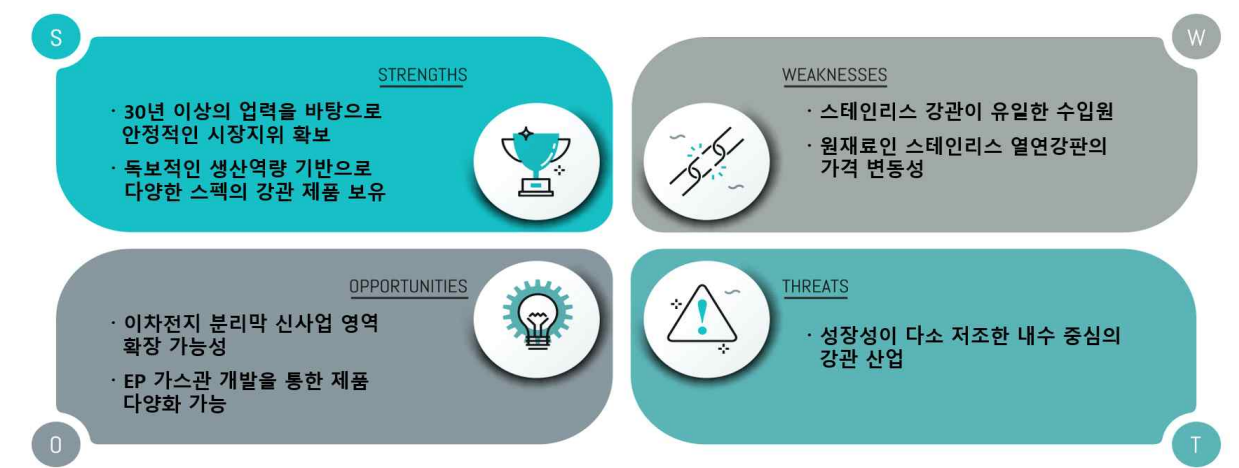 S
STRENGTHS
· 30년 이상의 업력을 바탕으로
안정적인 시장지위 확보
· 독보적인 생산역량 기반으로
다양한 스펙의 강관 제품 보유
W
WEAKNESSES
· 스테인리스 강관이 유일한 수입원
· 원재료인 스테인리스 열연강판의
가격 변동성
O
OPPORTUNITIES
· 이차전지 분리막 신사업 영역
확장 가능성
· EP 가스관 개발을 통한 제품
다양화 가능
T
THREATS
· 성장성이 다소 저조한 내수 중심의
강관 산업